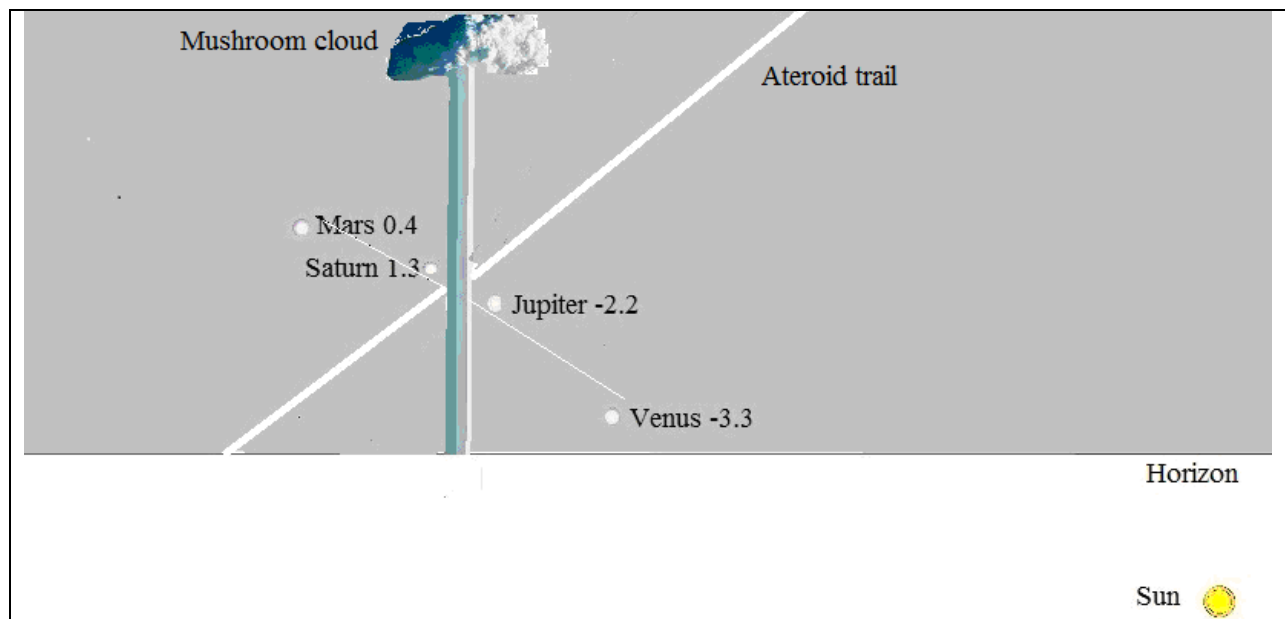 Mushroom cloud
Ateroid trail
Mars 0.4
Saturn 1.3
Jupiter -2.2
Venus -3.3
Horizon
Sun